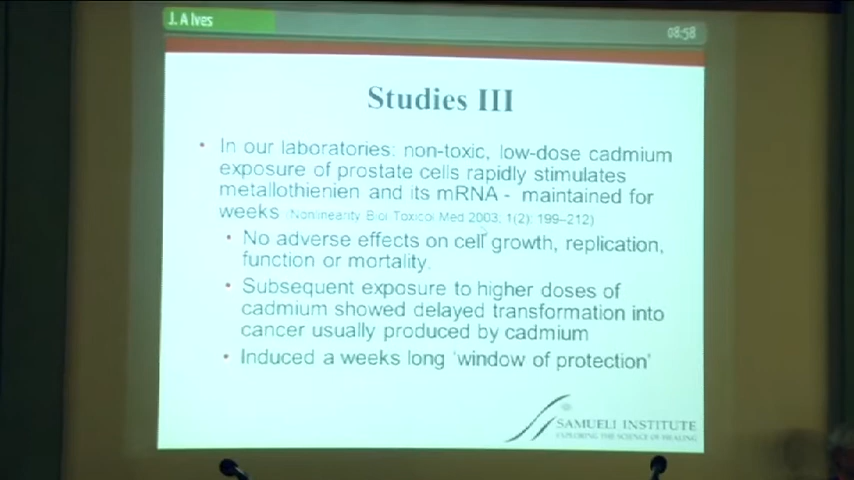 J. Alves
08:58
Studies III
• In our laboratories: non-toxic, low-dose cadmium
exposure of prostate cells rapidly stimulates
metallothienien and its mRNA - maintained for
weeks (Nonlinearity Biol Toxicol Med 2003; 1(2): 199–212)
• No adverse effects on cell growth, replication,
function or mortality.
• Subsequent exposure to higher doses of
cadmium showed delayed transformation into
cancer usually produced by cadmium
• Induced a weeks long 'window of protection'
SAMUELI INSTITUTE
EXPLORING THE SCIENCE OF HEALING